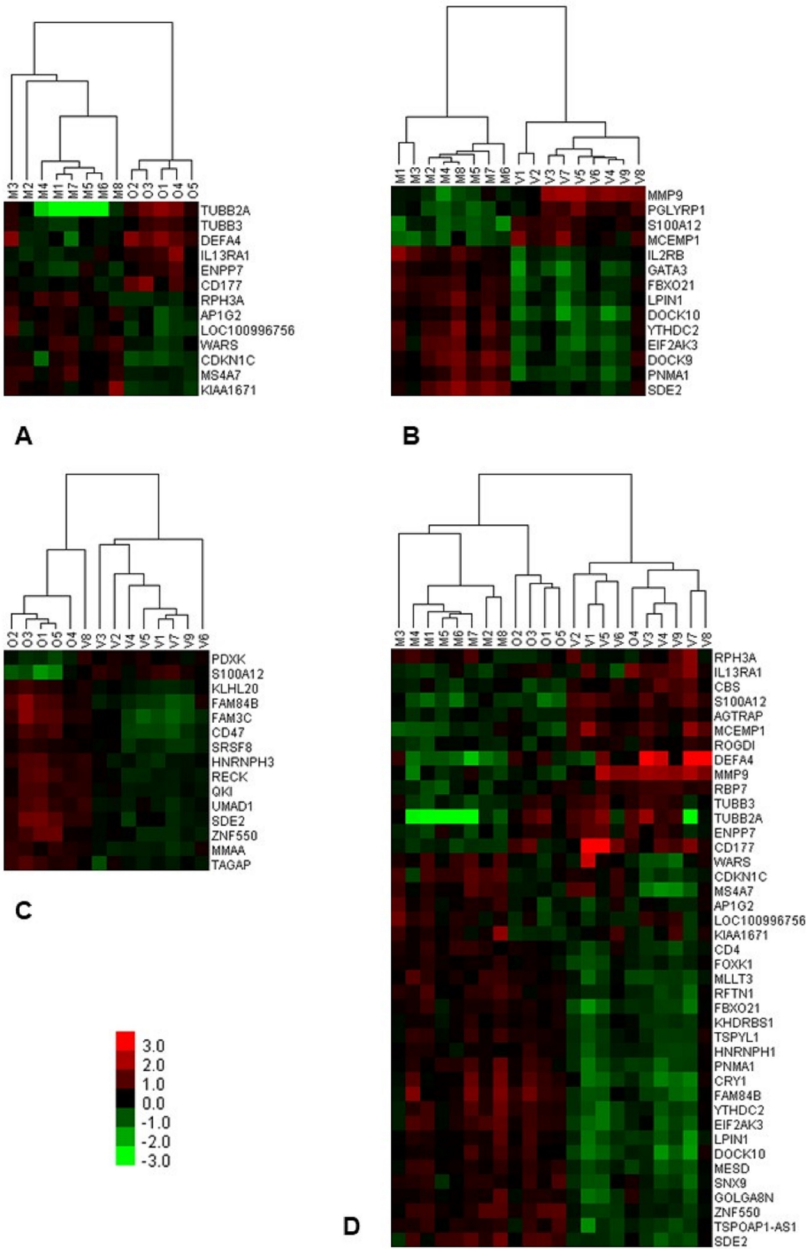 M3 M2 M4 M1 M7 M5 M6 M8 O2 O3 O1 O4 O5
TUBB2A
TUBB3
DEFA4
IL13RA1
ENPP7
CD177
RPH3A
AP1G2
LOC100996756
WARS
CDKN1C
MS4A7
KIAA1671
A
M1 M3 M2 M4 M8 M5 M7 M6 V1 V2 V3 V7 V5 V6 V4 V9 V8
MMP9
PGLYRP1
S100A12
MCEMP1
IL2RB
GATA3
FBXO21
LPIN1
DOCK10
YTHDC2
EIF2AK3
DOCK9
PNMA1
SDE2
B
O2 O3 O1 O5 O4 V8 V3 V2 V4 V5 V1 V7 V9 V6
PDXK
S100A12
KLHL20
FAM84B
FAM3C
CD47
SRSF8
HNRNPH3
RECK
QKI
UMAD1
SDE2
ZNF550
MMAA
TAGAP
C
3.0
2.0
1.0
0.0
-1.0
-2.0
-3.0
M3 M4 M1 M5 M6 M7 M2 M8 O2 O3 O1 O5 V2 V1 V5 V6 O4 V3 V4 V9 V7 V8
RPH3A
IL13RA1
CBS
S100A12
AGTRAP
MCEMP1
ROGDI
DEFA4
MMP9
RBP7
TUBB3
TUBB2A
ENPP7
CD177
WARS
CDKN1C
MS4A7
AP1G2
LOC100996756
KIAA1671
CD4
FOXK1
MLLT3
RFTN1
FBXO21
KHDRBS1
TSPYL1
HNRNPH1
PNMA1
CRY1
FAM84B
YTHDC2
EIF2AK3
LPIN1
DOCK10
MESD
SNX9
GOLGA8N
ZNF550
TSPOAP1-AS1
SDE2
D